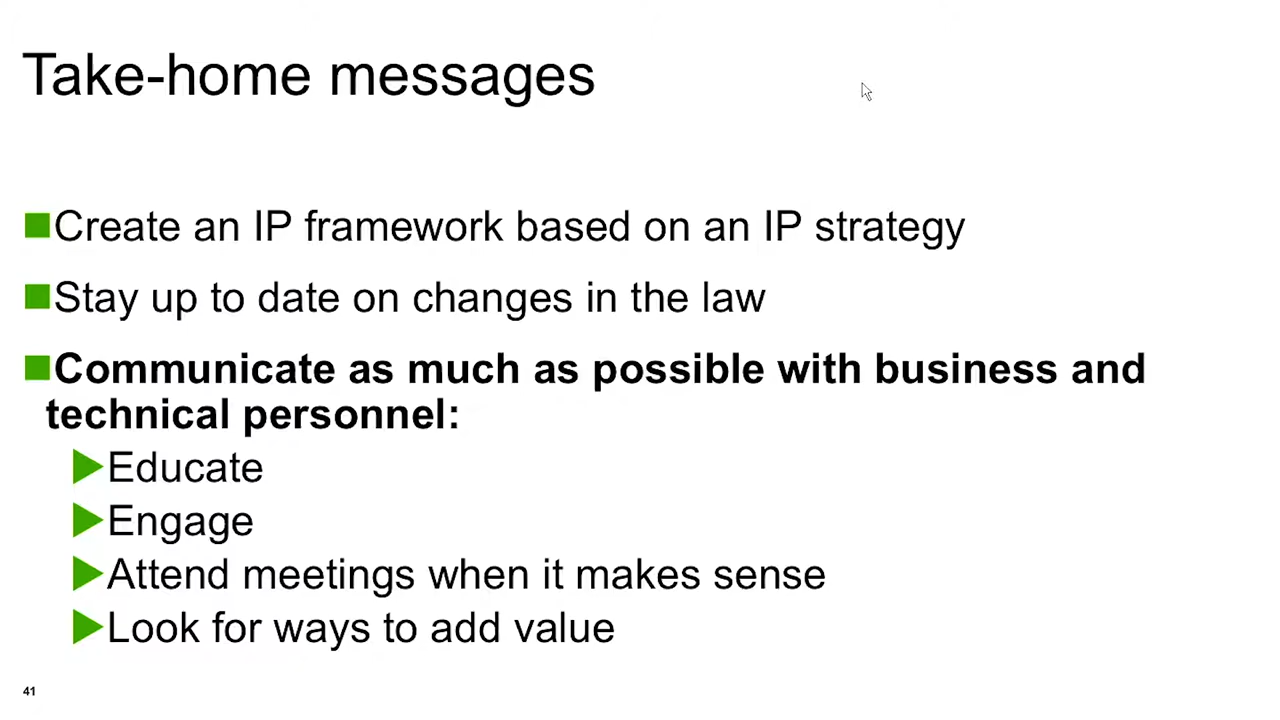 Take-home messages
Create an IP framework based on an IP strategy
Stay up to date on changes in the law
Communicate as much as possible with business and
technical personnel:
Educate
Engage
Attend meetings when it makes sense
Look for ways to add value
41